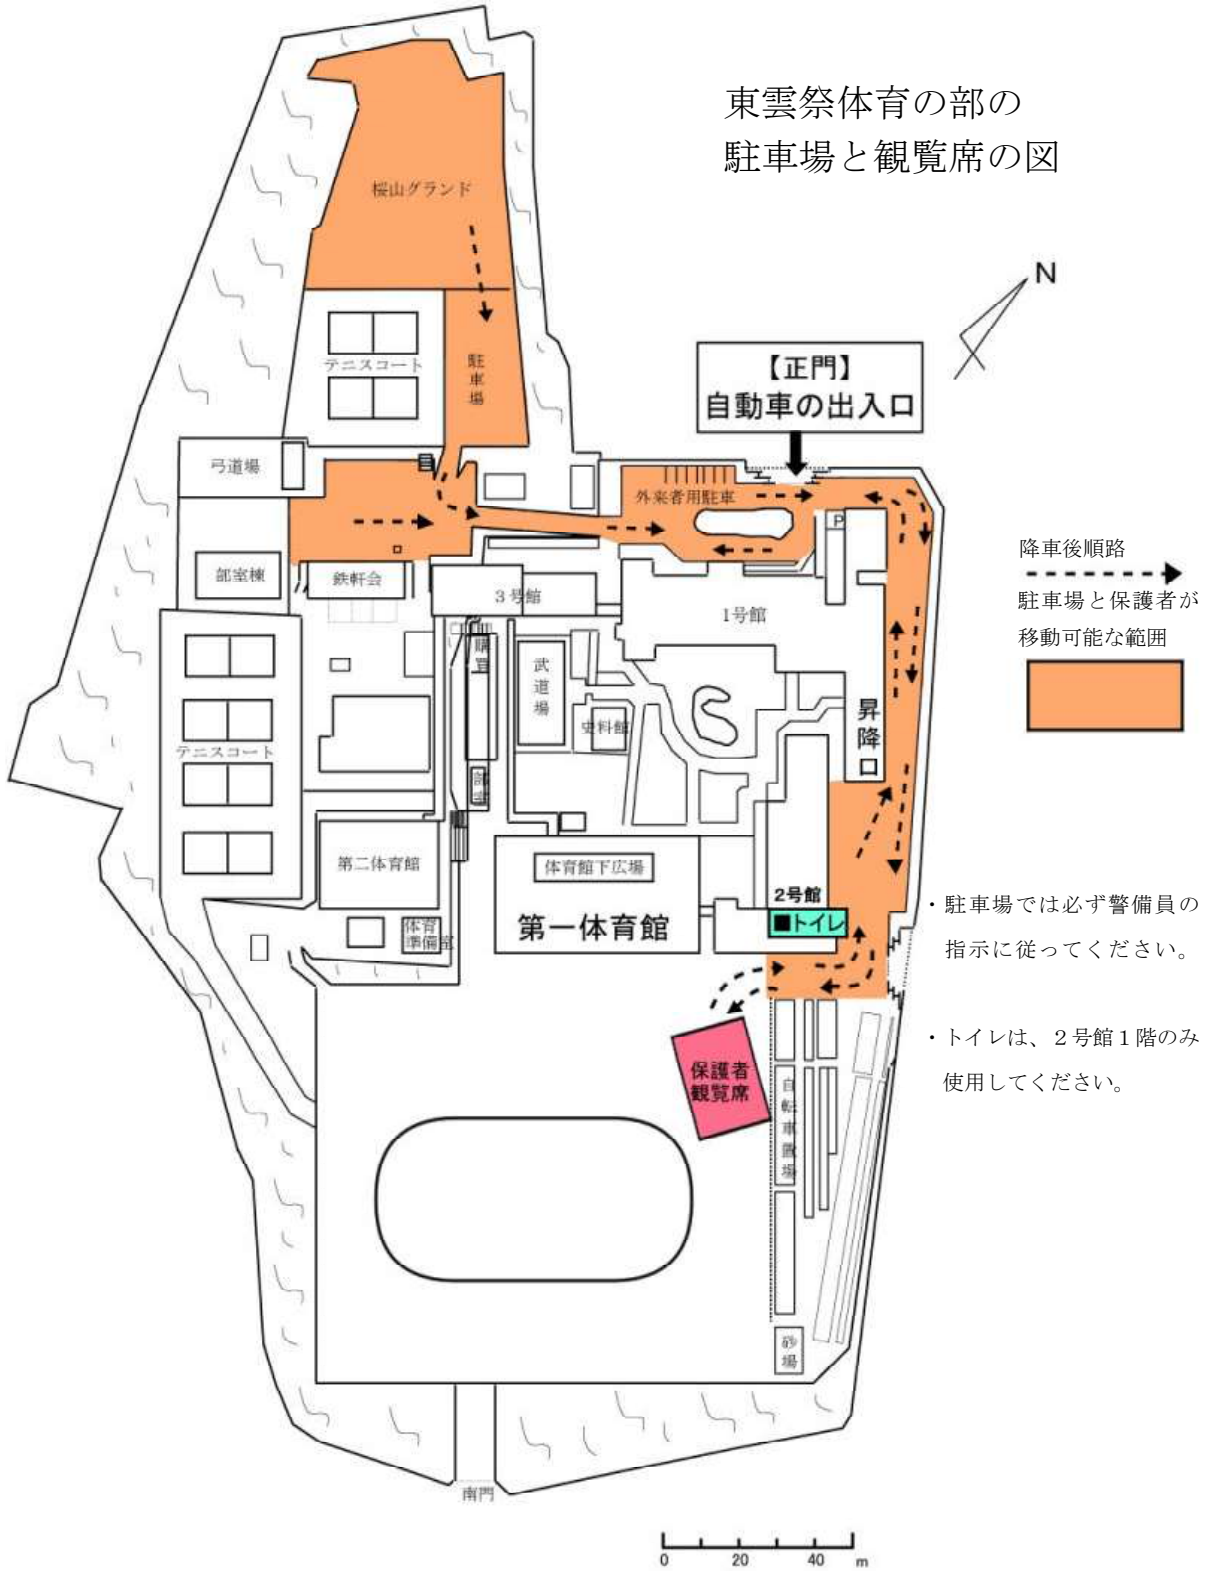 東雲祭体育の部の
駐車場と観覧席の図
桜山グランド
N
テニスコート
駐車場
【正門】
自動車の出入口
弓道場
外来者用駐車
P
降車後順路
駐車場と保護者が
移動可能な範囲
部室棟
鉄軒会
3号館
1号館
購買
武道場
史料館
昇降口
テニスコート
部室
第二体育館
体育館下広場
第一体育館
2号館
■トイレ
体育
準備室
・駐車場では必ず警備員の
指示に従ってください。
・トイレは、2号館1階のみ
使用してください。
保護者
観覧席
自転車置場
砂場
南門
0 20 40 m